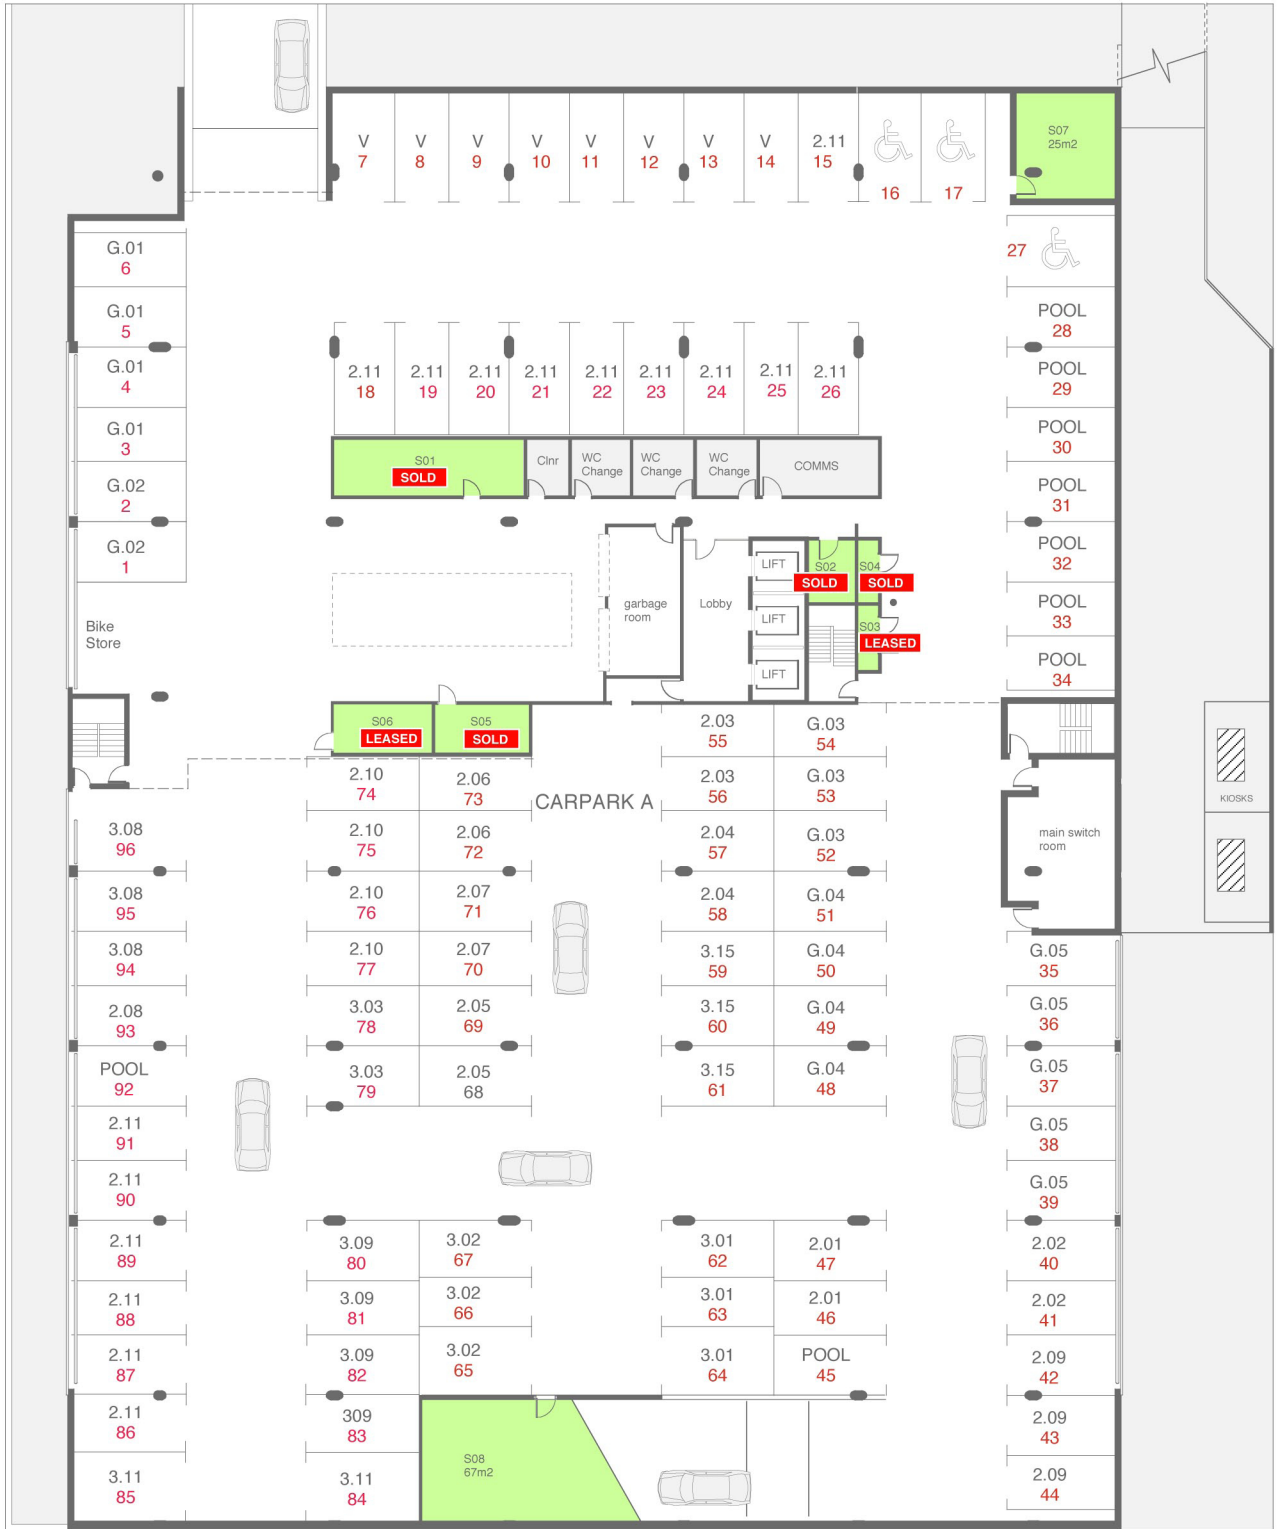 V
7
V
8
V
9
V
10
V
11
V
12
V
13
V
14
2.11
15
16
17
S07
25m2
G.01
6
G.01
5
G.01
4
G.01
3
G.02
2
G.02
1
Bike
Store
27
POOL
28
POOL
29
POOL
30
POOL
31
POOL
32
POOL
33
POOL
34
2.11
18
2.11
19
2.11
20
2.11
21
2.11
22
2.11
23
2.11
24
2.11
25
2.11
26
S01
SOLD
Clnr
WC
Change
WC
Change
WC
Change
COMMS
garbage
room
Lobby
LIFT
LIFT
LIFT
S02
SOLD
S04
SOLD
S03
LEASED
S06
LEASED
S05
SOLD
CARPARK A
2.03
55
G.03
54
2.03
56
G.03
53
2.04
57
G.03
52
2.04
58
G.04
51
3.15
59
G.04
50
3.15
60
G.04
49
3.15
61
G.04
48
2.10
74
2.06
73
2.10
75
2.06
72
2.10
76
2.07
71
2.10
77
2.07
70
3.03
78
2.05
69
3.03
79
2.05
68
3.08
96
3.08
95
3.08
94
2.08
93
POOL
92
2.11
91
2.11
90
2.11
89
2.11
88
2.11
87
2.11
86
3.11
85
main switch
room
KIOSKS
G.05
35
G.05
36
G.05
37
G.05
38
G.05
39
2.02
40
2.02
41
2.09
42
2.09
43
2.09
44
3.09
80
3.02
67
3.09
81
3.02
66
3.09
82
3.02
65
309
83
3.11
84
3.01
62
2.01
47
3.01
63
2.01
46
3.01
64
POOL
45
S08
67m2